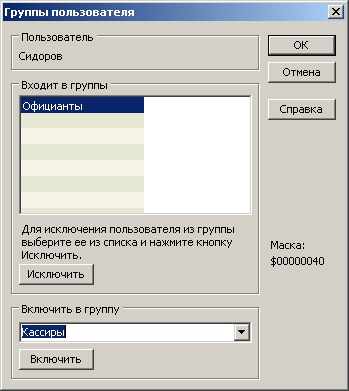 Группы пользователя
Пользователь
Сидоров
OK
Отмена
Справка
Входит в группы
Официанты
Для исключения пользователя из группы
выберите ее из списка и нажмите кнопку
Исключить.
Исключить
Маска:
$00000040
Включить в группу
Кассиры
Включить